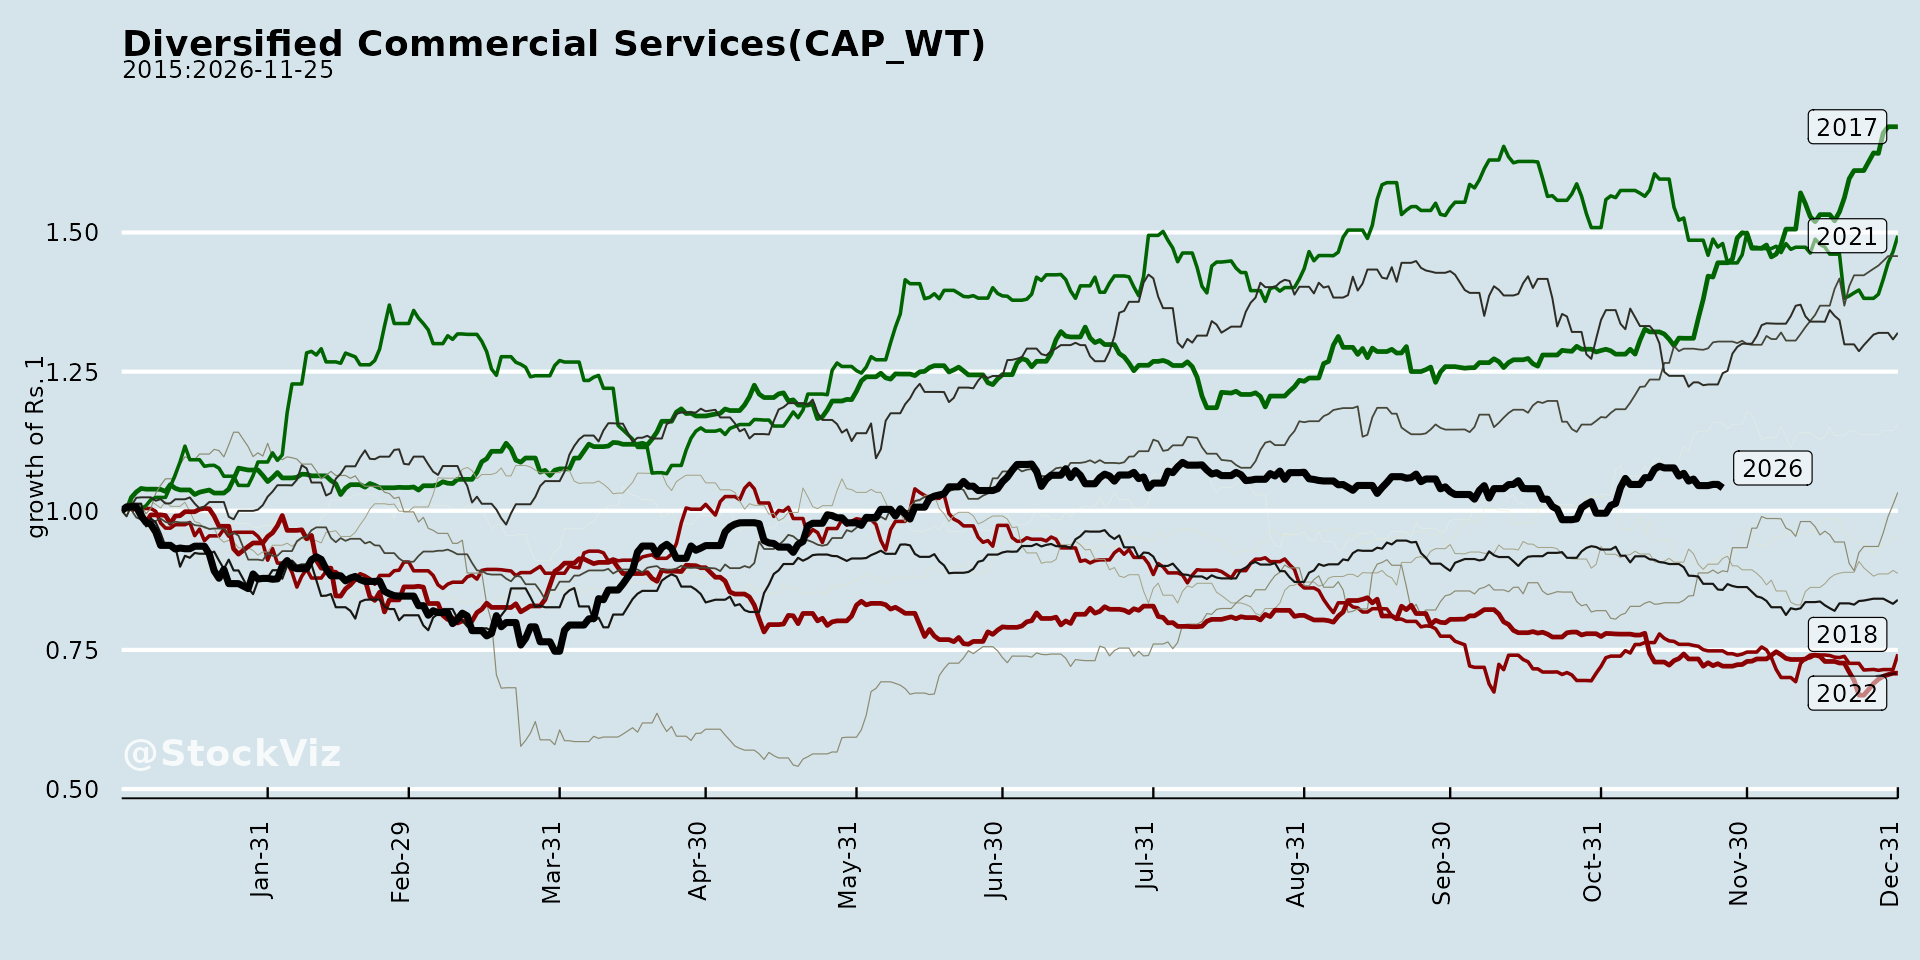 Diversified Commercial Services(CAP_WT)
2015:2026-11-25
growth of Rs. 1
1.50
1.25
1.00
0.75
0.50
2017
2021
2026
2018
2022
@StockViz
Jan-31
Feb-29
Mar-31
Apr-30
May-31
Jun-30
Jul-31
Aug-31
Sep-30
Oct-31
Nov-30
Dec-31